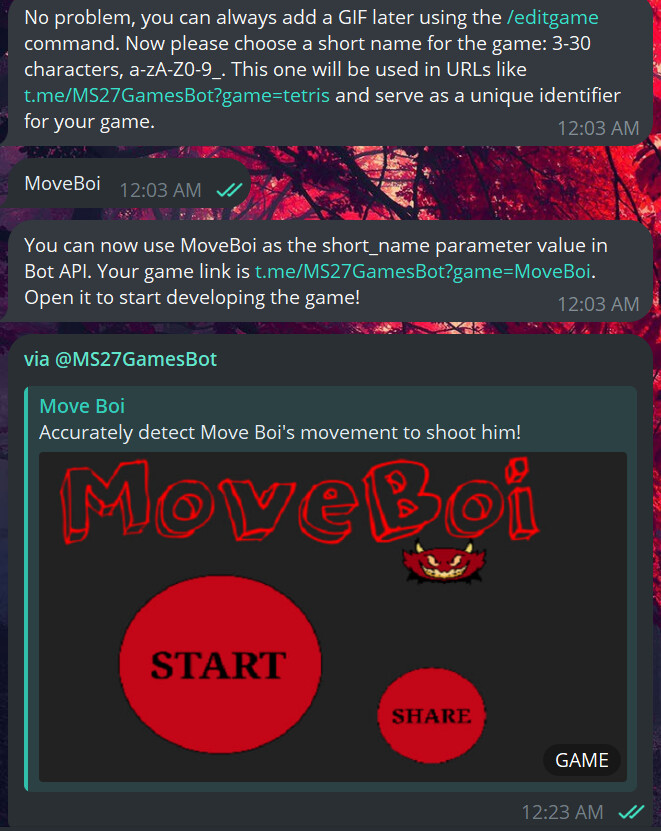 No problem, you can always add a GIF later using the /editgame
command. Now please choose a short name for the game: 3-30
characters, a-zA-Z0-9_. This one will be used in URLs like
t.me/MS27GamesBot?game=tetris and serve as a unique identifier
for your game.
12:03 AM
MoveBoi 12:03 AM
You can now use MoveBoi as the short_name parameter value in
Bot API. Your game link is t.me/MS27GamesBot?game=MoveBoi.
Open it to start developing the game!
12:03 AM
via @MS27GamesBot
Move Boi
Accurately detect Move Boi's movement to shoot him!
MoveBoi
START
SHARE
GAME
12:23 AM